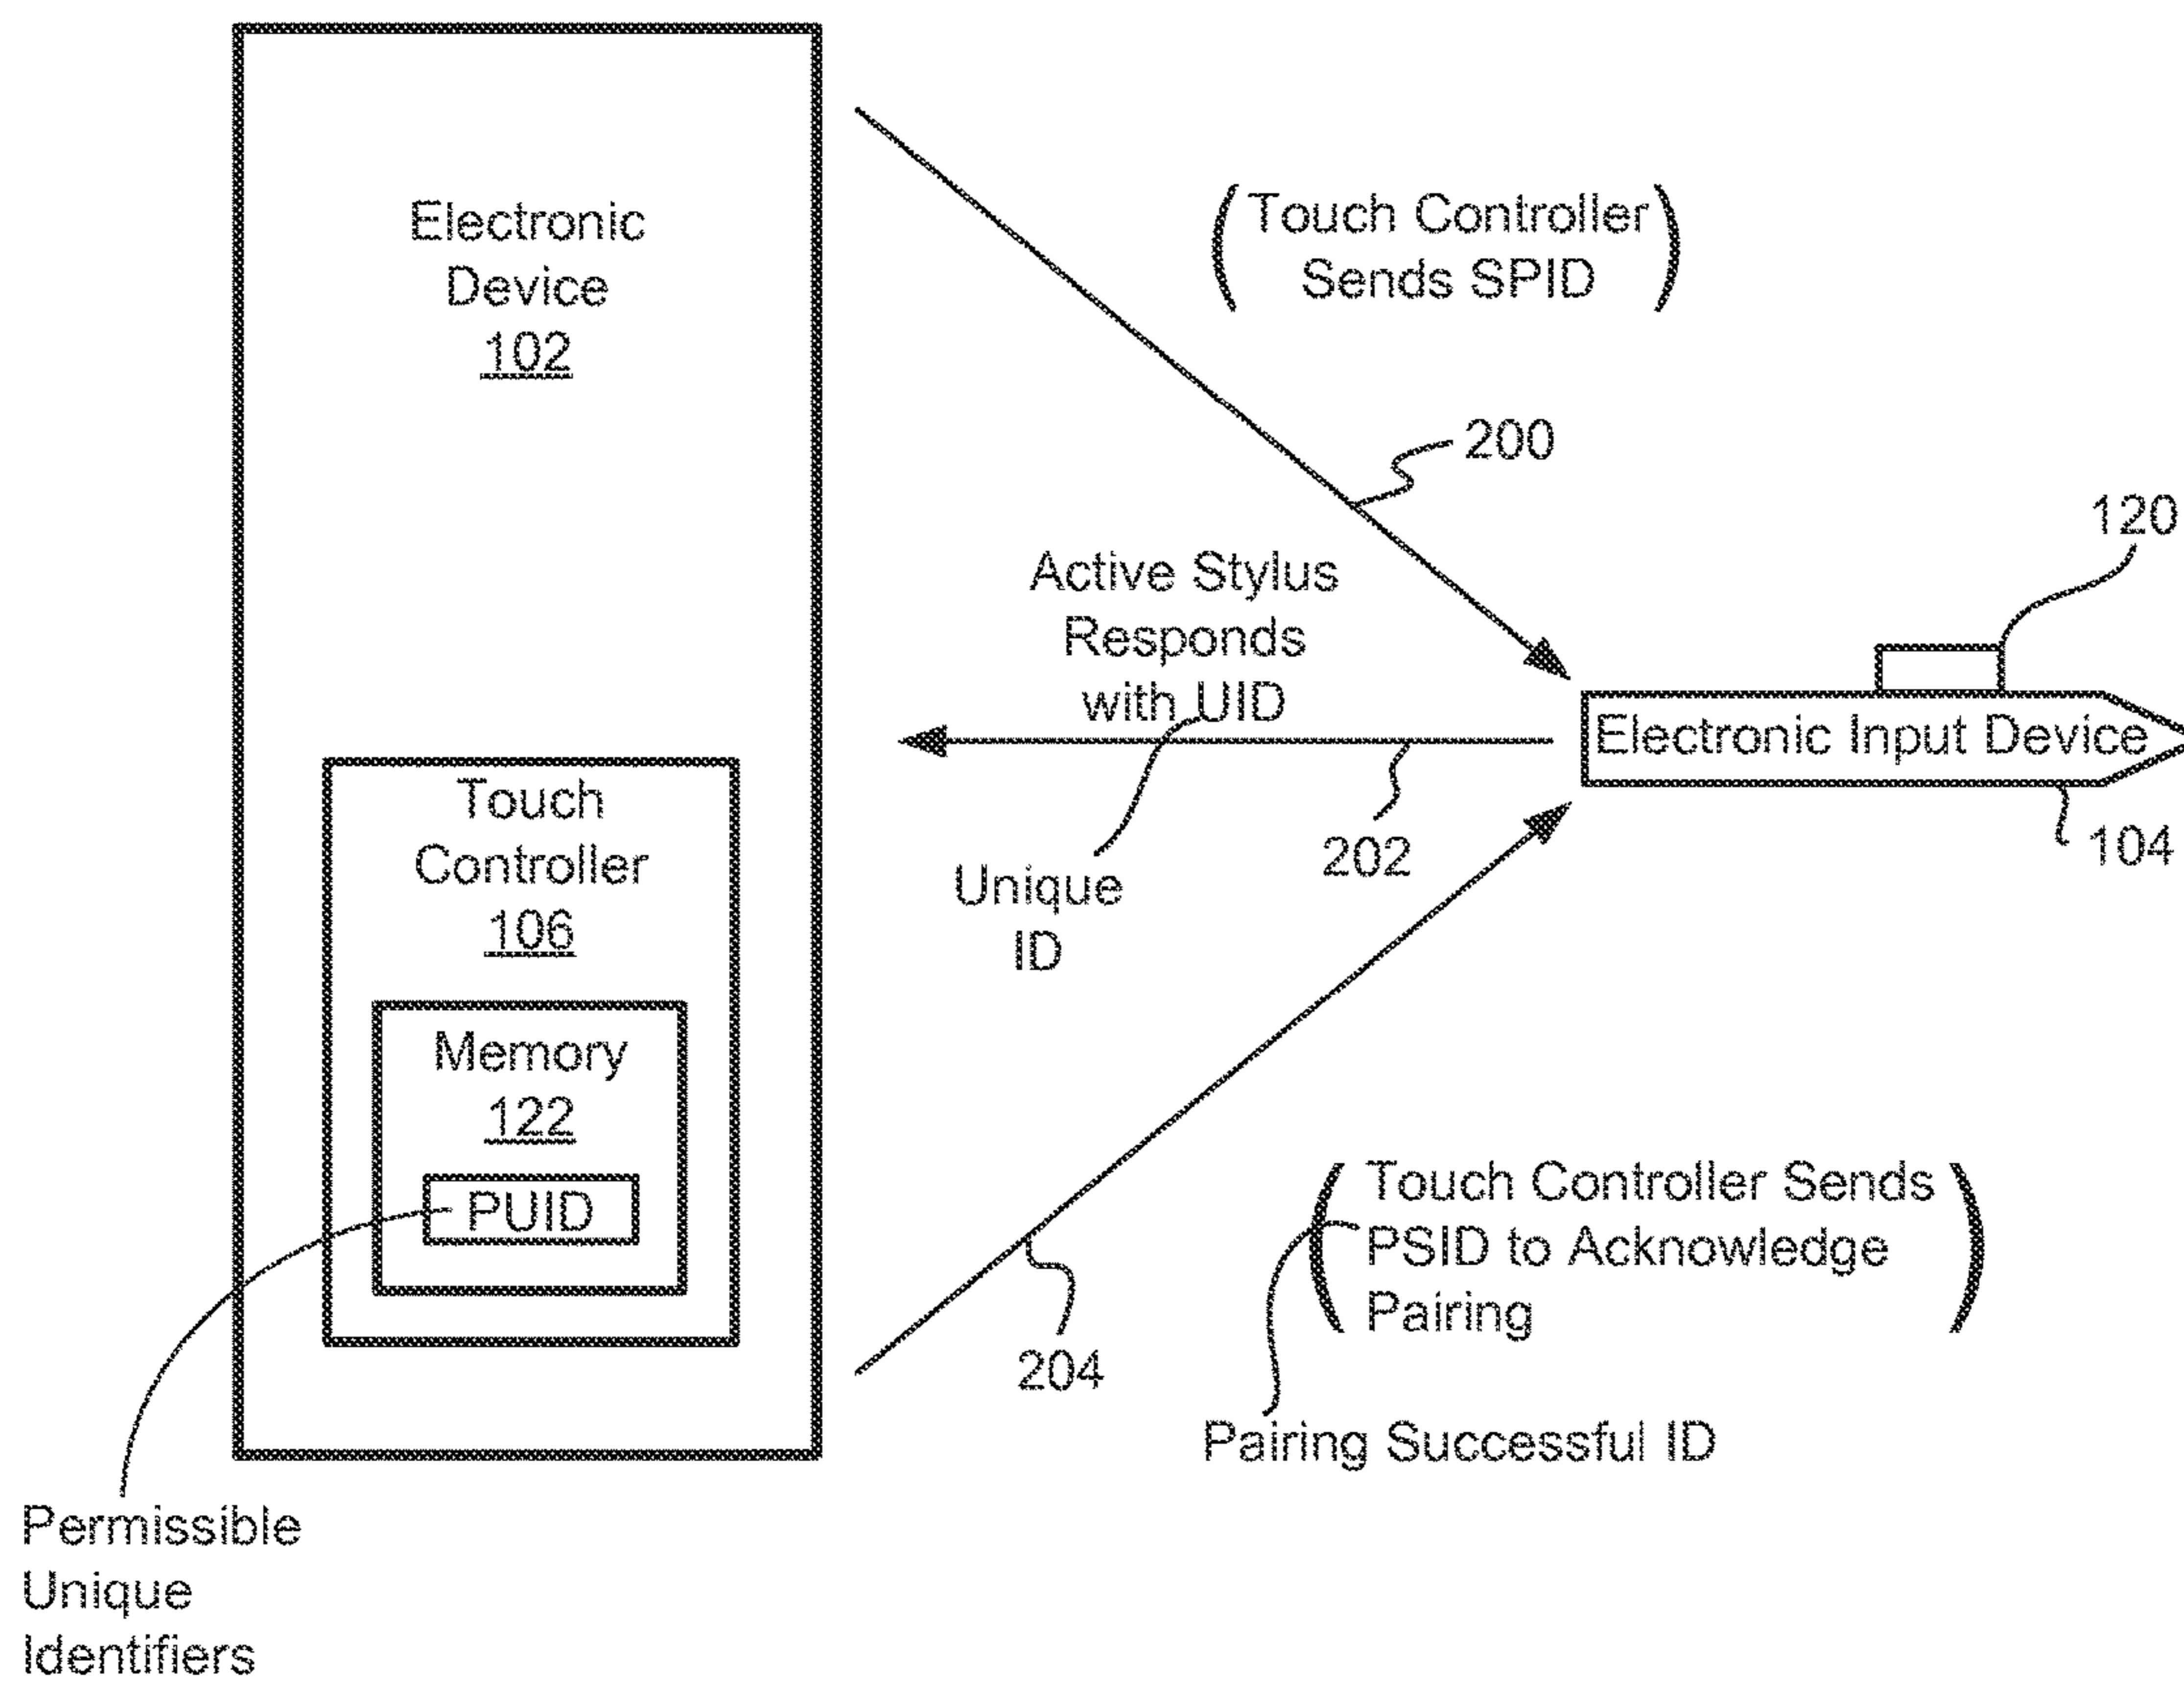 Electronic
Device
102
Touch Controller
Sends SPID
200
120
Active Stylus
Responds
with UID
Electronic Input Device
104
202
Unique
ID
Touch
Controller
106
Memory
122
PUID
204
Touch Controller Sends
PSID to Acknowledge
Pairing
Pairing Successful ID
Permissible
Unique
Identifiers